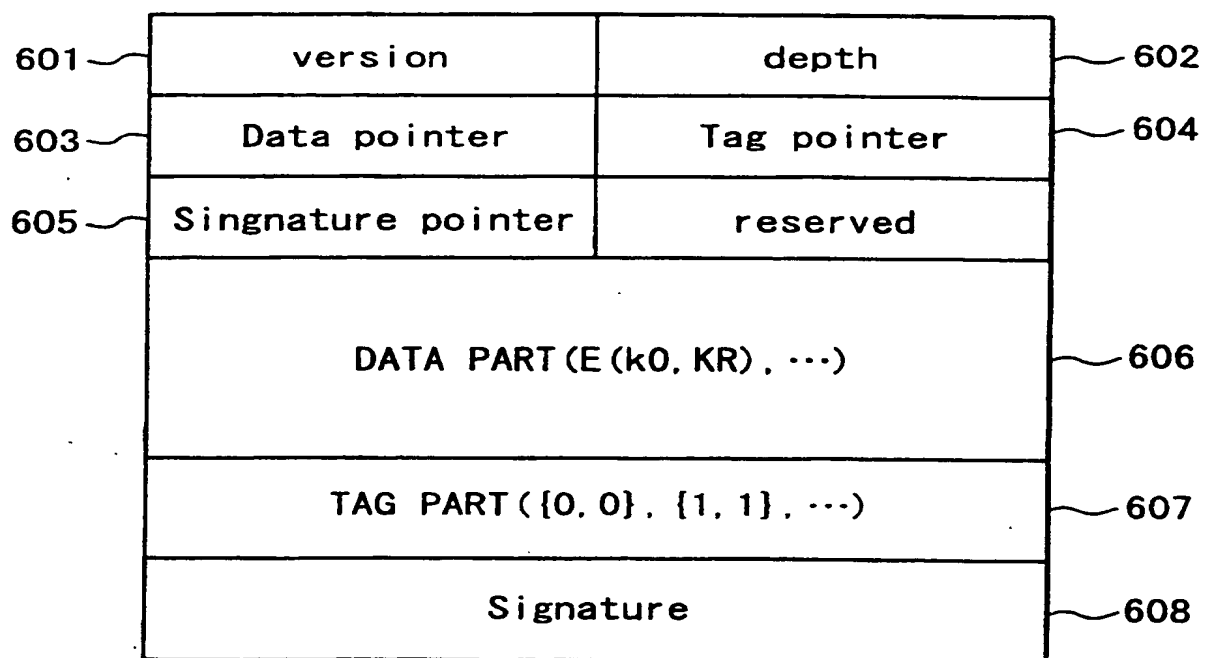 601 version depth 602
603 Data pointer Tag pointer 604
605 Singnature pointer reserved
DATA PART(E(k0, KR), ···) 606
TAG PART({0, 0}, {1, 1}, ···) 607
Signature 608